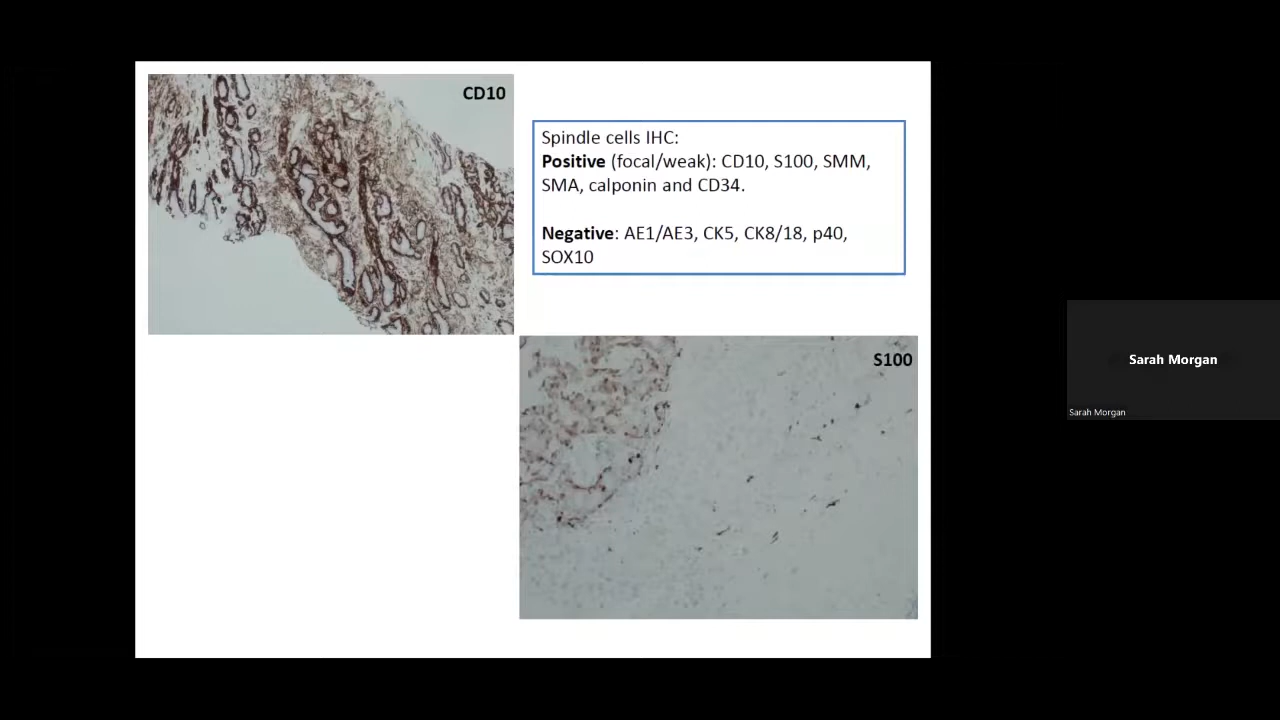 CD10
Spindle cells IHC:
Positive (focal/weak): CD10, S100, SMM,
SMA, calponin and CD34.
Negative: AE1/AE3, CK5, CK8/18, p40,
SOX10
S100
Sarah Morgan
Sarah Morgan